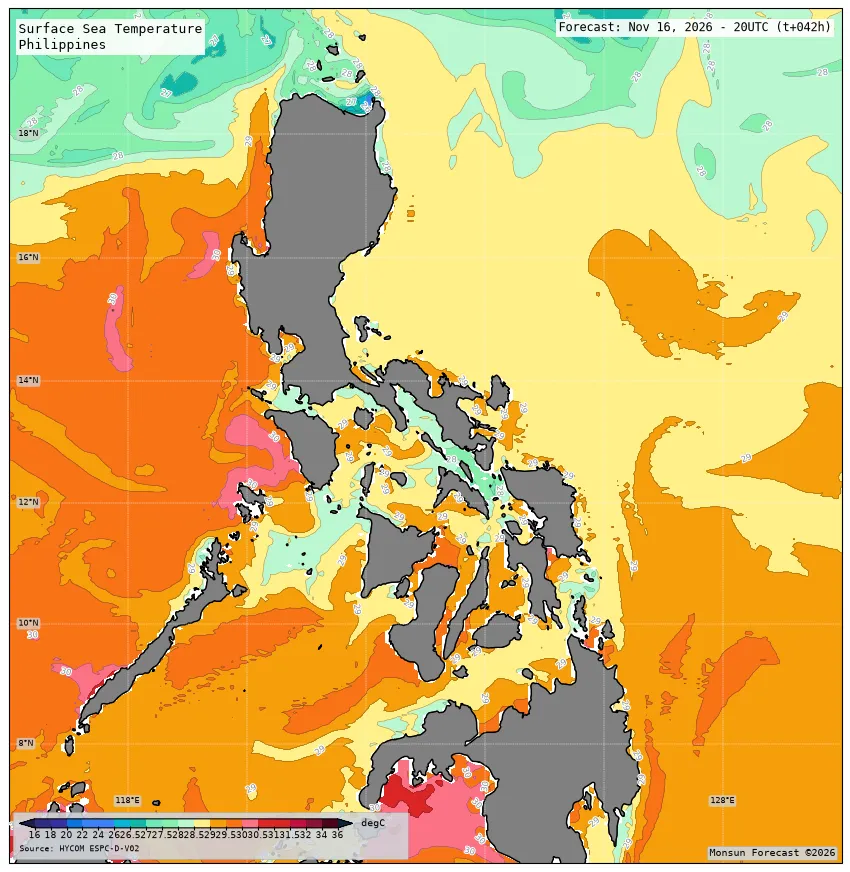 Surface Sea Temperature
Philippines
Forecast: Nov 16, 2026 - 20UTC (t+042h)
18°N
16°N
14°N
12°N
10°N
8°N
118°E
128°E
degC
16 18 20 22 24 26 26.5 27 27.5 28 28.5 29 29.5 30 30.5 31 31.5 32 34 36
Source: HYCOM ESPC-D-V02
Monsun Forecast ©2026